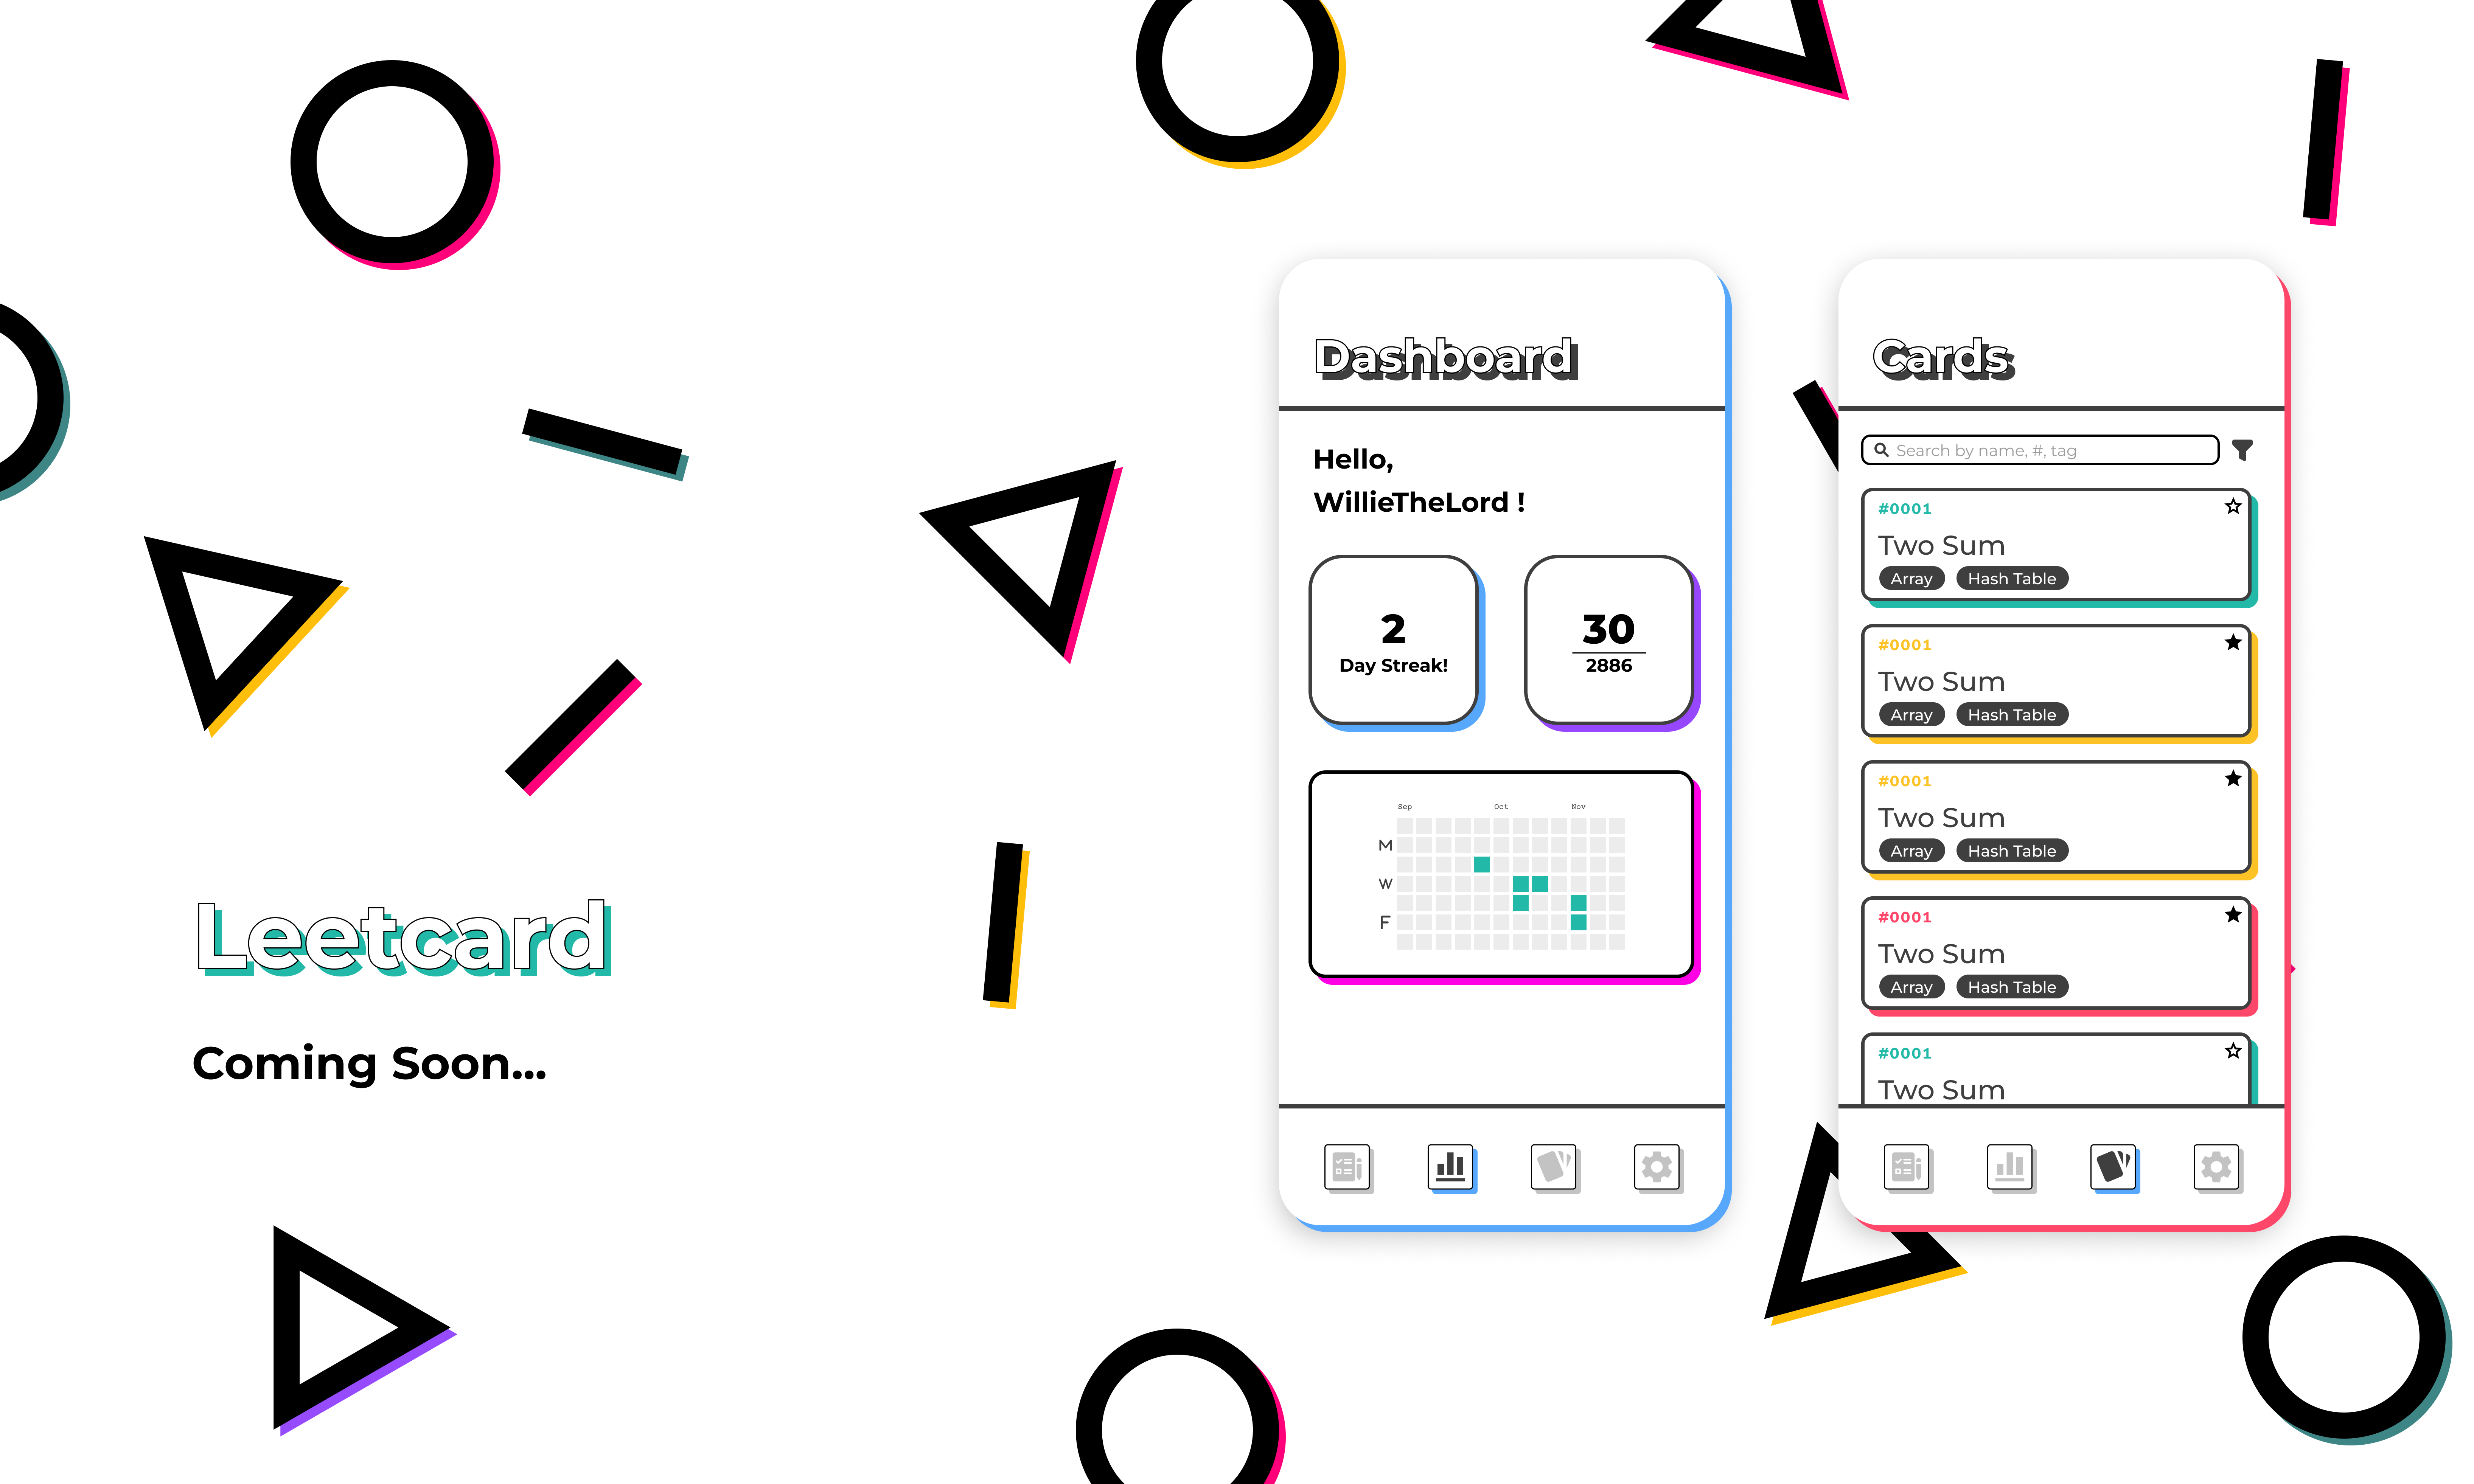 Leetcard
Coming Soon...
Dashboard
Hello,
WillieTheLord !
2
Day Streak!
30
2886
Sep Oct Nov
M
W
F
Cards
Search by name, #, tag
#0001
Two Sum
Array Hash Table
#0001
Two Sum
Array Hash Table
#0001
Two Sum
Array Hash Table
#0001
Two Sum
Array Hash Table
#0001
Two Sum